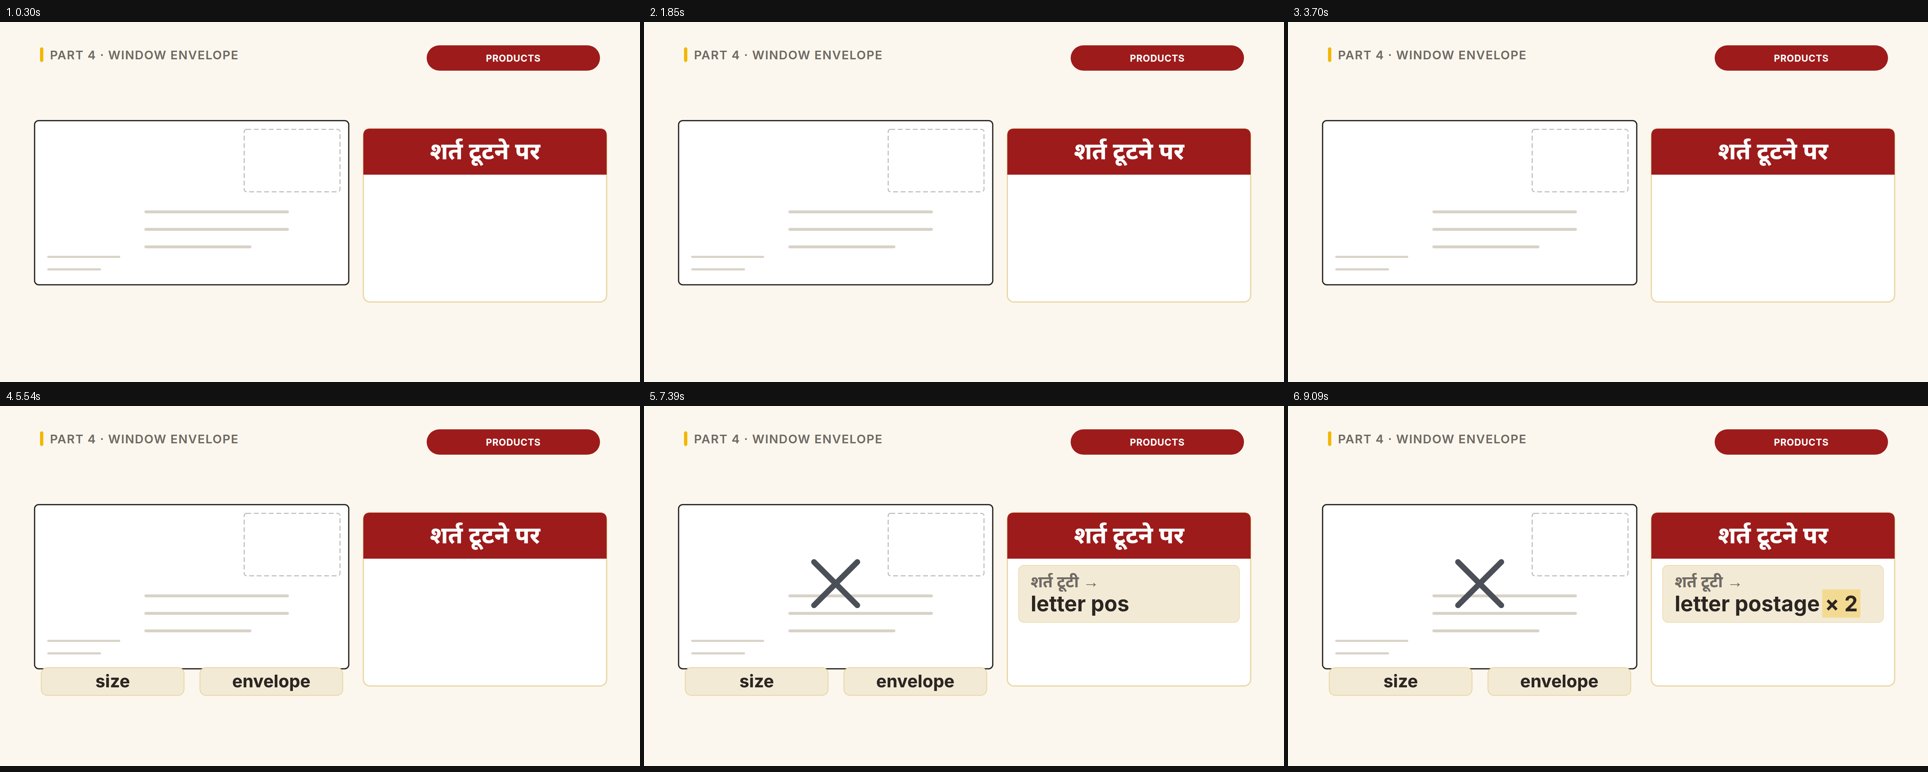 1. 0.30s
PART 4 · WINDOW ENVELOPE
PRODUCTS
शर्त टूटने पर
2. 1.85s
PART 4 · WINDOW ENVELOPE
PRODUCTS
शर्त टूटने पर
3. 3.70s
PART 4 · WINDOW ENVELOPE
PRODUCTS
शर्त टूटने पर
4. 5.54s
PART 4 · WINDOW ENVELOPE
PRODUCTS
शर्त टूटने पर
size
envelope
5. 7.39s
PART 4 · WINDOW ENVELOPE
PRODUCTS
शर्त टूटने पर
शर्त टूटी →
letter pos
size
envelope
6. 9.09s
PART 4 · WINDOW ENVELOPE
PRODUCTS
शर्त टूटने पर
शर्त टूटी →
letter postage × 2
size
envelope